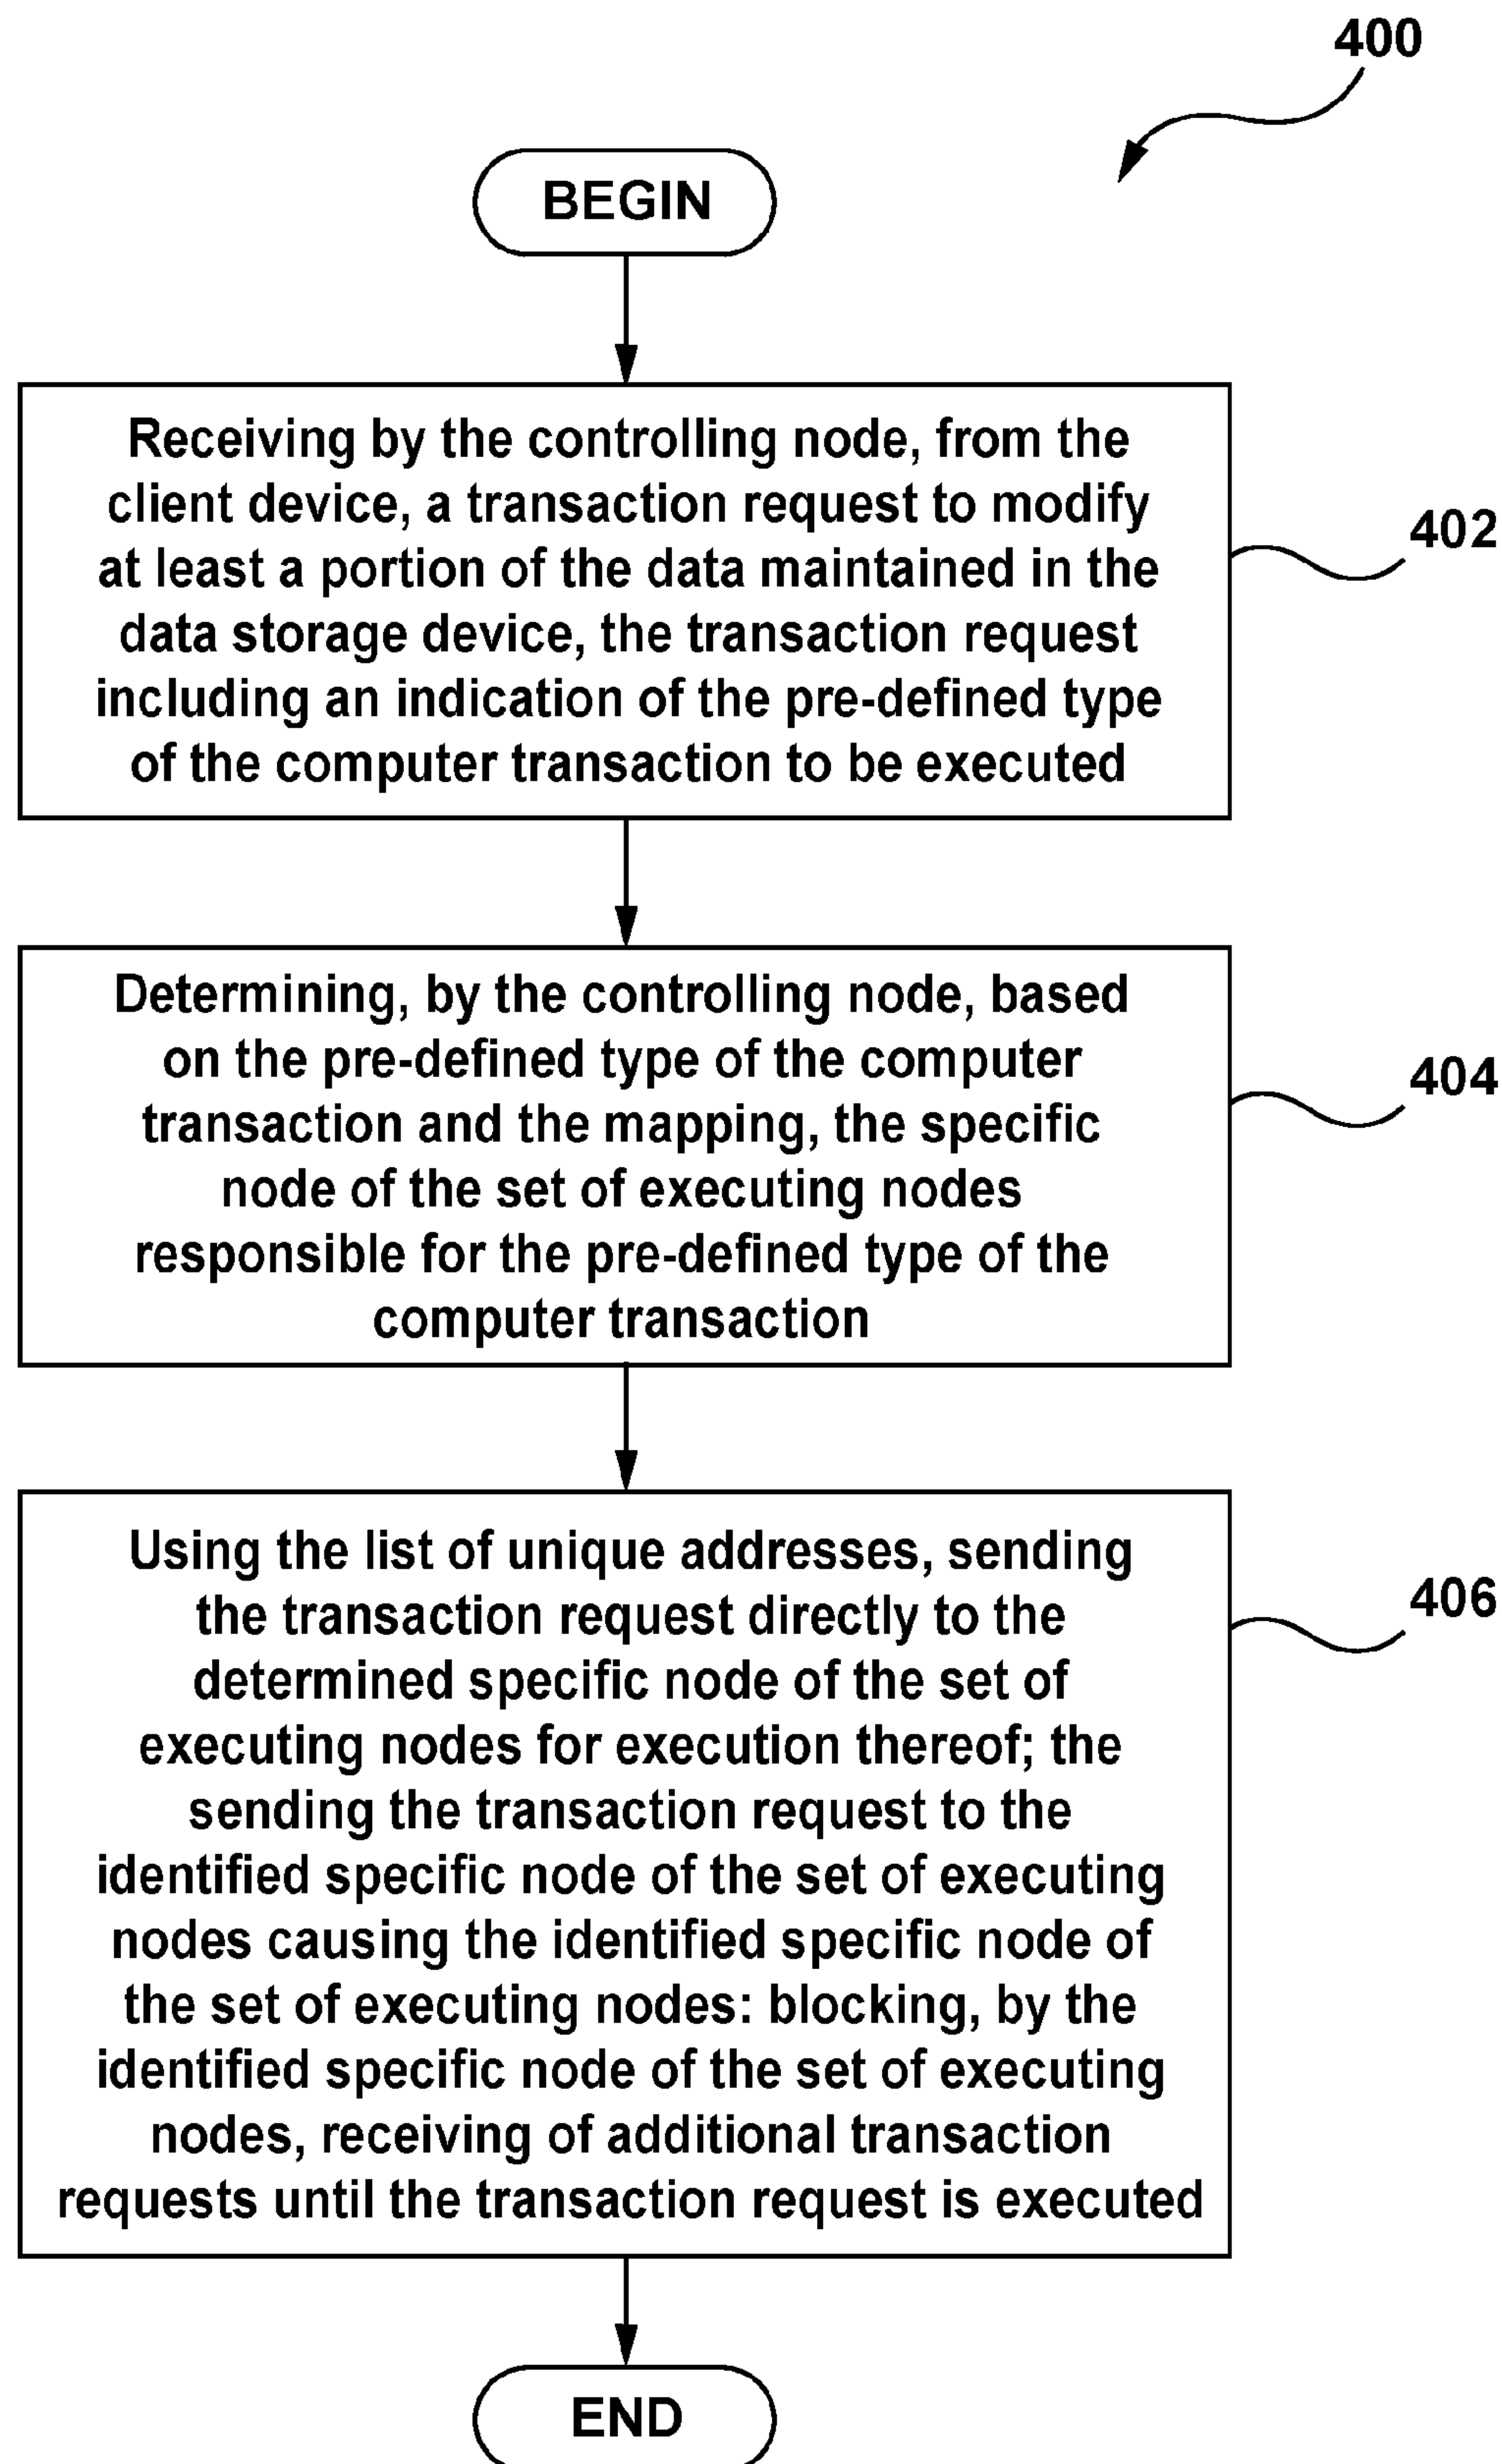 400
BEGIN
Receiving by the controlling node, from the
client device, a transaction request to modify
at least a portion of the data maintained in the
data storage device, the transaction request
including an indication of the pre-defined type
of the computer transaction to be executed
402
Determining, by the controlling node, based
on the pre-defined type of the computer
transaction and the mapping, the specific
node of the set of executing nodes
responsible for the pre-defined type of the
computer transaction
404
Using the list of unique addresses, sending
the transaction request directly to the
determined specific node of the set of
executing nodes for execution thereof; the
sending the transaction request to the
identified specific node of the set of executing
nodes causing the identified specific node of
the set of executing nodes: blocking, by the
identified specific node of the set of executing
nodes, receiving of additional transaction
requests until the transaction request is executed
406
END